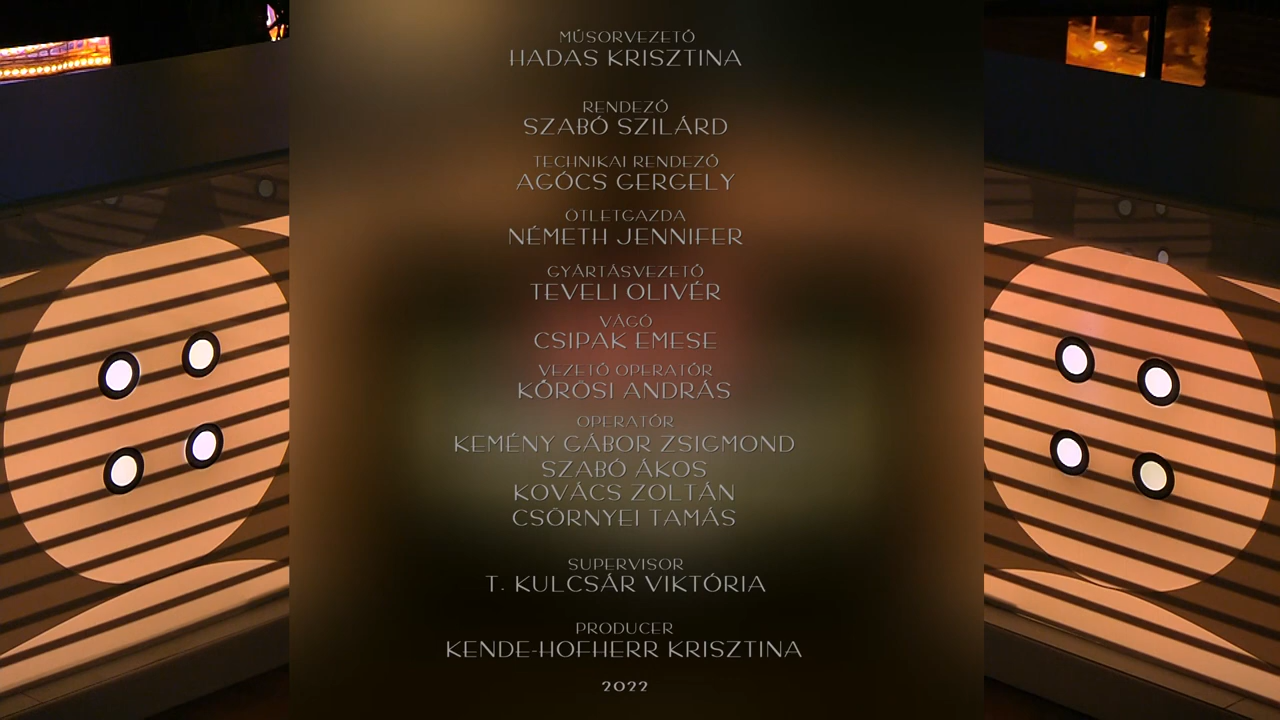 MŰSORVEZETŐ
HADAS KRISZTINA
RENDEZŐ
SZABÓ SZILÁRD
TECHNIKAI RENDEZŐ
AGÓCS GERGELY
ÖTLETGAZDA
NÉMETH JENNIFER
GYÁRTÁSVEZETŐ
TEVELI OLIVÉR
VÁGÓ
CSIPAK EMESE
VEZETŐ OPERATŐR
KŐRÖSI ANDRÁS
OPERATŐR
KEMÉNY GÁBOR ZSIGMOND
SZABÓ ÁKOS
KOVÁCS ZOLTÁN
CSÖRNYEI TAMÁS
SUPERVISOR
T. KULCSÁR VIKTÓRIA
PRODUCER
KENDE-HOFHERR KRISZTINA
2022